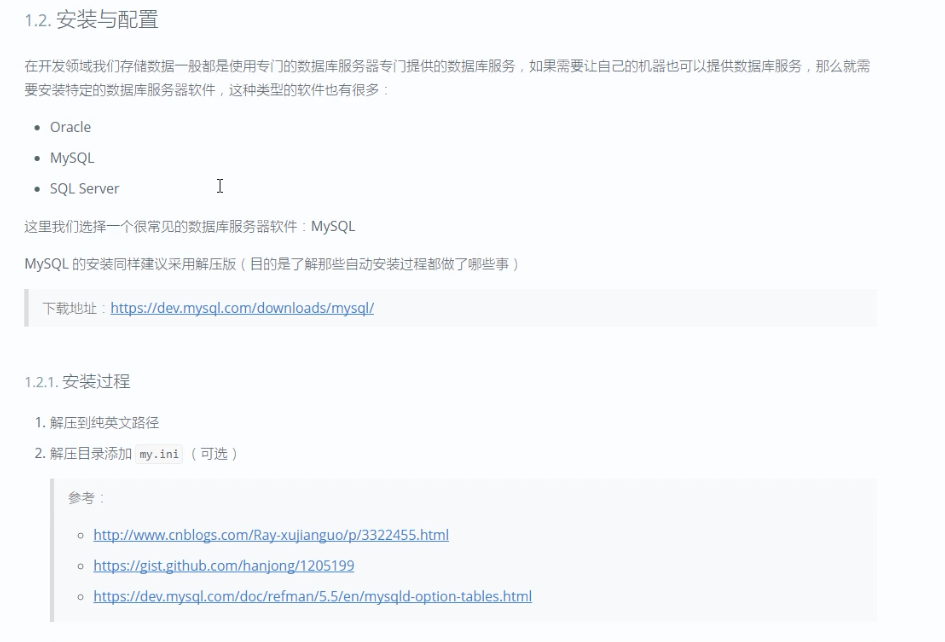 1.2. 安装与配置
在开发领域我们存储数据一般都是使用专门的数据库服务器专门提供的数据库服务，如果需要让自己的机器也可以提供数据库服务，那么就需
要安装特定的数据库服务器软件，这种类型的软件也有很多：
Oracle
MySQL
SQL Server
这里我们选择一个很常见的数据库服务器软件：MySQL
MySQL 的安装同样建议采用解压版（目的是了解那些自动安装过程都做了哪些事）
下载地址：https://dev.mysql.com/downloads/mysql/
1.2.1. 安装过程
1. 解压到纯英文路径
2. 解压目录添加 my.ini （可选）
参考：
http://www.cnblogs.com/Ray-xujianguo/p/3322455.html
https://gist.github.com/hanjong/1205199
https://dev.mysql.com/doc/refman/5.5/en/mysqld-option-tables.html